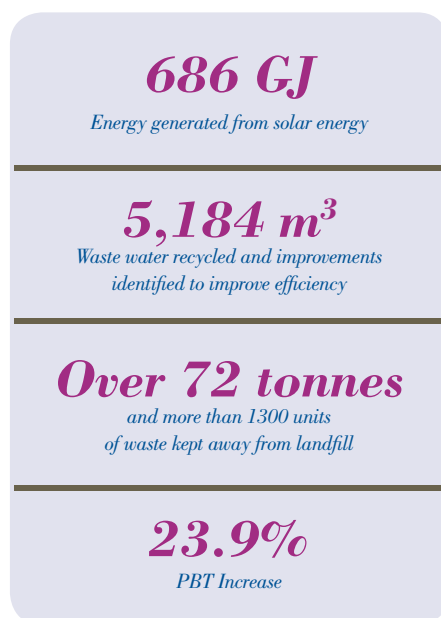 686 GJ
Energy generated from solar energy
5,184 m³
Waste water recycled and improvements
identified to improve efficiency
Over 72 tonnes
and more than 1300 units
of waste kept away from landfill
23.9%
PBT Increase